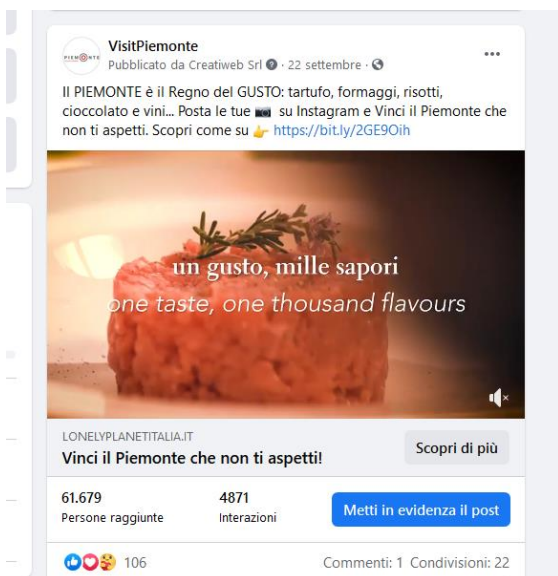 PIEMONTE
VisitPiemonte
Pubblicato da Creatiweb Srl · 22 settembre ·
Il PIEMONTE è il Regno del GUSTO: tartufo, formaggi, risotti,
cioccolato e vini... Posta le tue 📷 su Instagram e Vinci il Piemonte che
non ti aspetti. Scopri come su 👉 https://bit.ly/2GE9Oih
un gusto, mille sapori
one taste, one thousand flavours
LONELYPLANETITALIA.IT
Vinci il Piemonte che non ti aspetti!
Scopri di più
61.679
Persone raggiunte
4871
Interazioni
Metti in evidenza il post
106
Commenti: 1 Condivisioni: 22